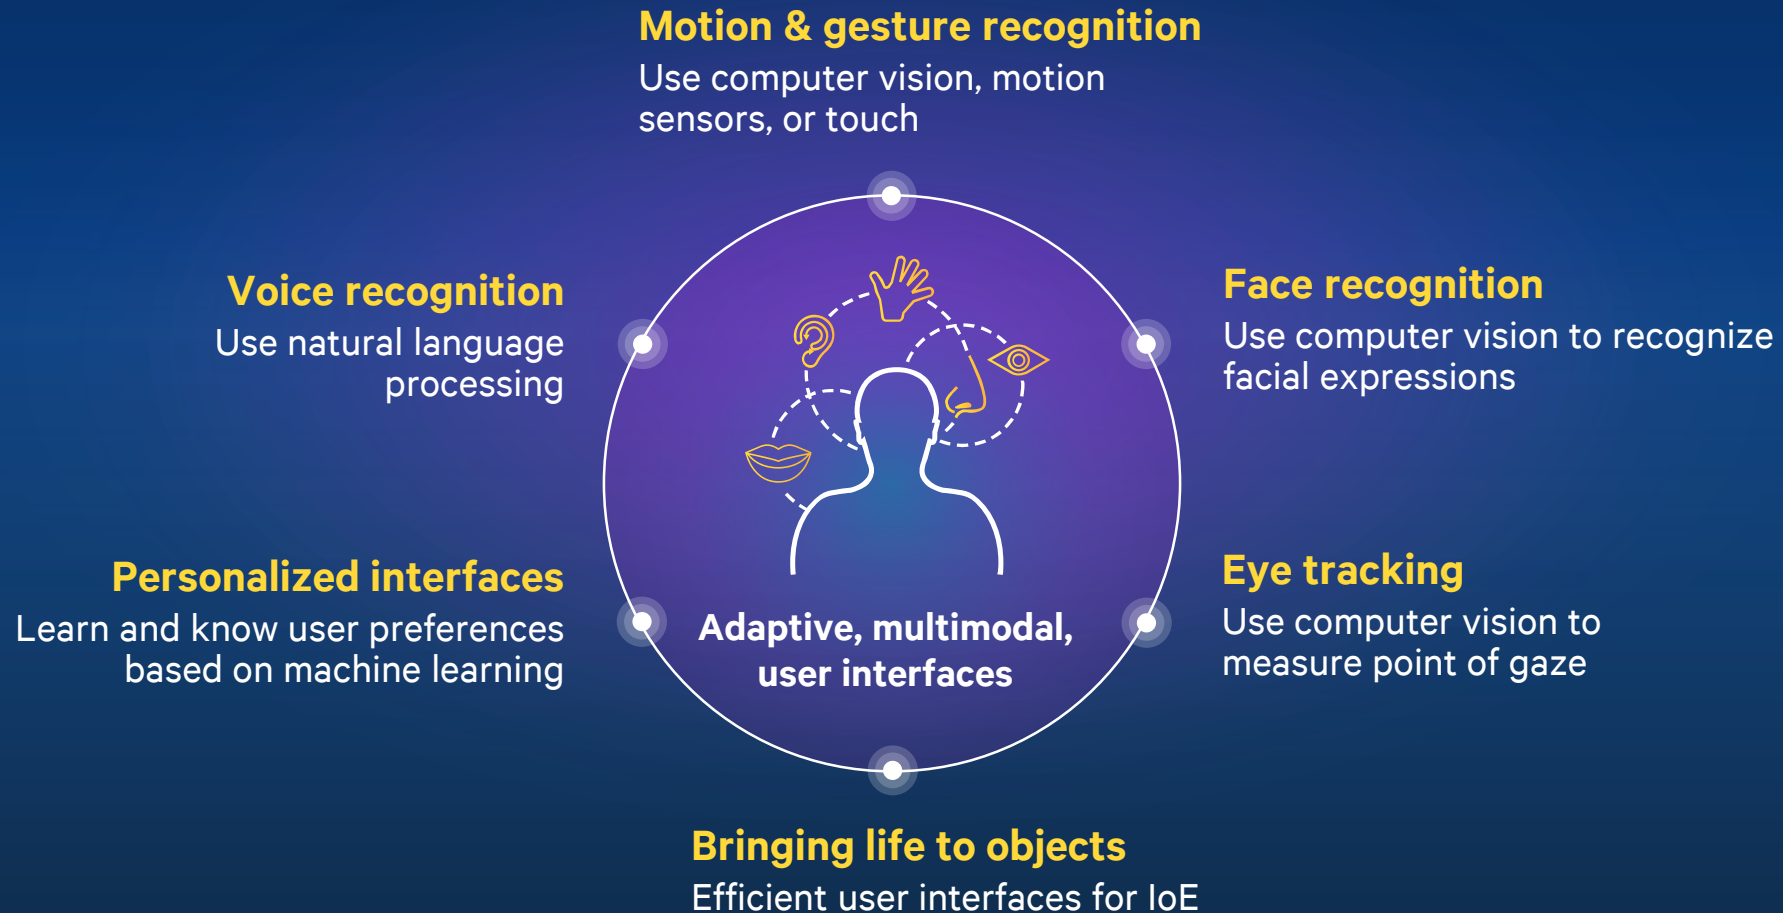 Motion & gesture recognition
Use computer vision, motion
sensors, or touch
Voice recognition
Use natural language
processing
Face recognition
Use computer vision to recognize
facial expressions
Personalized interfaces
Learn and know user preferences
based on machine learning
Adaptive, multimodal,
user interfaces
Eye tracking
Use computer vision to
measure point of gaze
Bringing life to objects
Efficient user interfaces for IoE